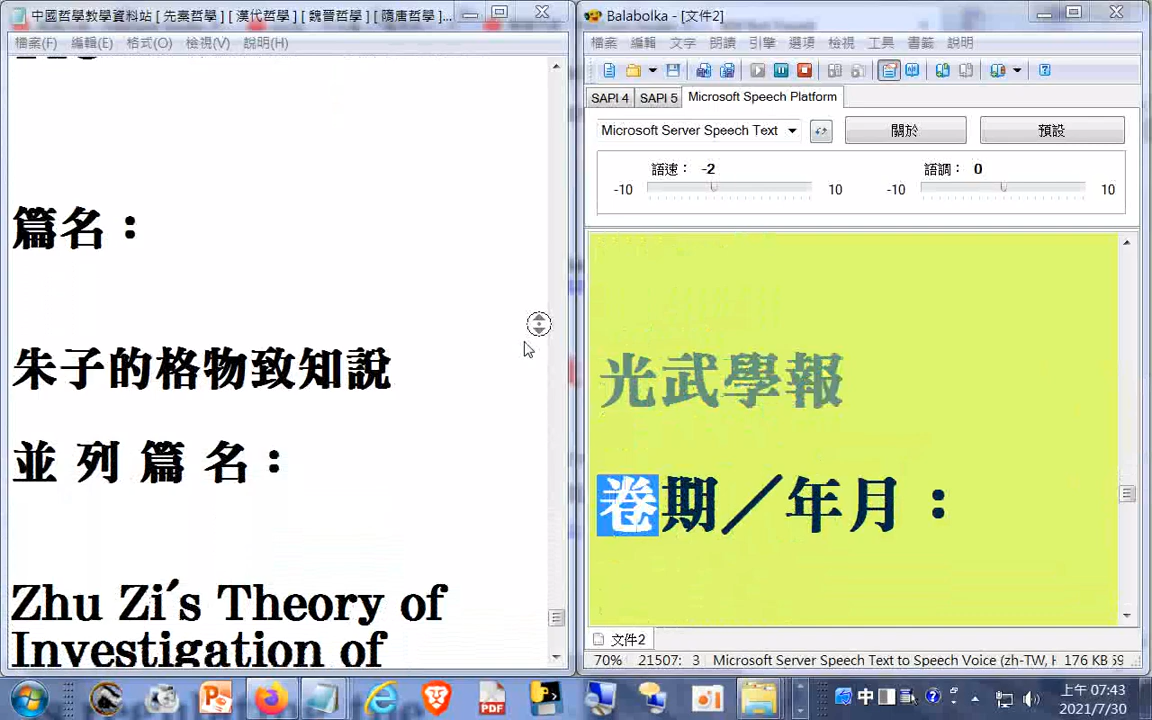 中國哲學教學資料站 [ 先秦哲學 ] [ 漢代哲學 ] [ 魏晉哲學 ] [ 隋唐哲學 ]...
檔案(F) 編輯(E) 格式(O) 檢視(V) 說明(H)
篇名：
朱子的格物致知說
並 列 篇 名：
Zhu Zi's Theory of
Investigation of
Balabolka - [文件2]
檔案 編輯 文字 朗讀 引擎 選項 檢視 工具 書籤 說明
SAPI 4 SAPI 5 Microsoft Speech Platform
Microsoft Server Speech Text 關於 預設
語速： -2 語調： 0
-10 10 -10 10
光武學報
卷期／年月：
文件2
70% 21507: 3 Microsoft Server Speech Text to Speech Voice (zh-TW, H 176 KB
PDF 中 上午 07:43
2021/7/30